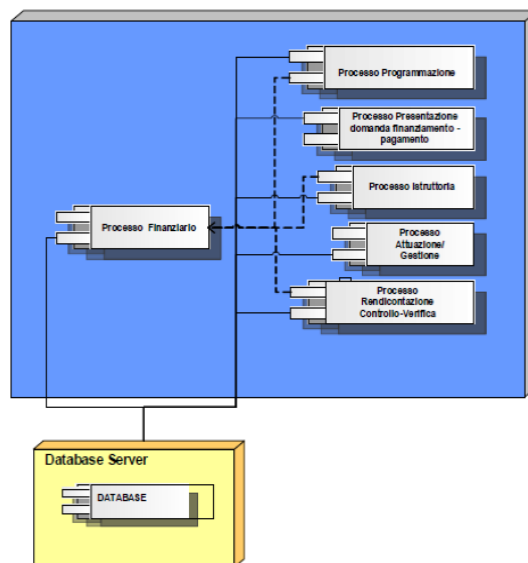 Processo Programmazione
Processo Presentazione
domanda finanziamento -
pagamento
Processo Istruttoria
Processo Finanziario
Processo
Attuazione/
Gestione
Processo
Rendicontazione
Controllo-Verifica
Database Server
DATABASE